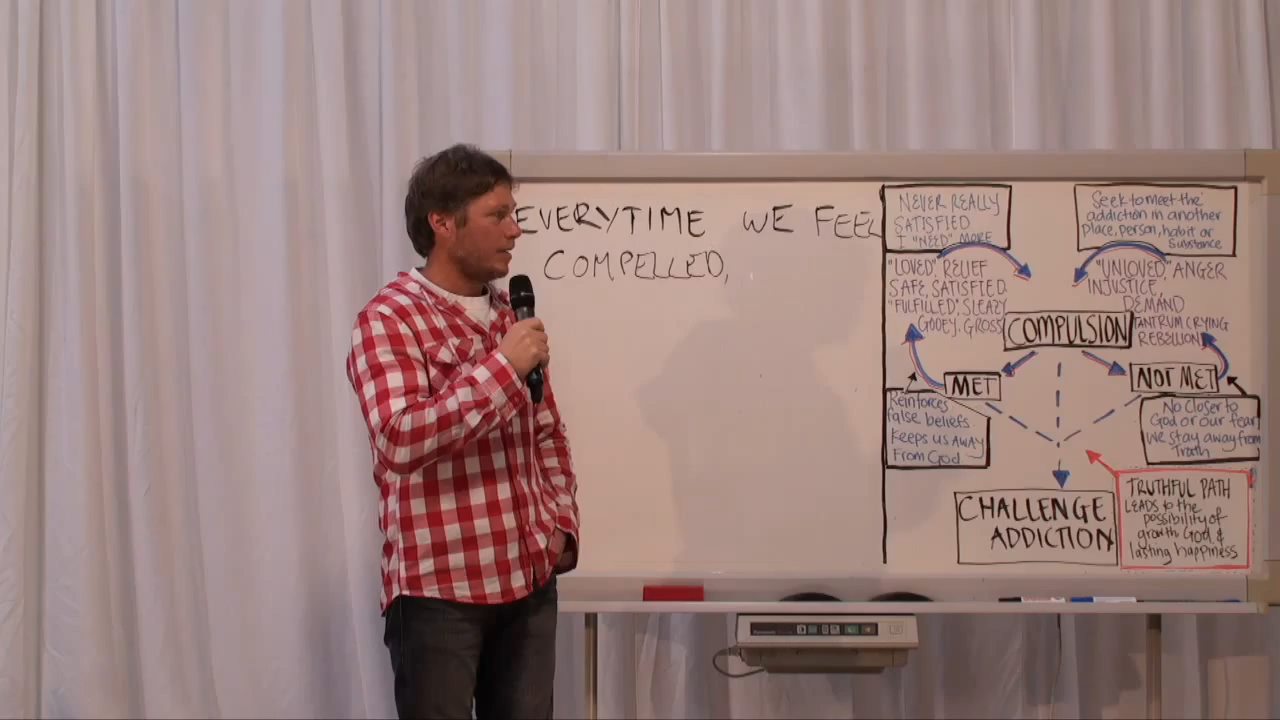 EVERYTIME WE FEEL
COMPELLED,
NEVER REALLY
SATISFIED
I "NEED" MORE
"LOVED", RELIEF
SAFE, SATISFIED
"FULFILLED", SLEAZY
GOOEY, GROSS
Seek to meet the
addiction in another
place, person, habit or
Substance
"UNLOVED," ANGER
INJUSTICE,
DEMAND
TANTRUM CRYING
REBELLION
COMPULSION
MET
NOT MET
Reinforces
false beliefs.
Keeps us AWAY
From God
No closer to
God or our fear,
we stay away from
Truth
CHALLENGE
ADDICTION
TRUTHFUL PATH
LEADS to the
possibility of
growth God &
lasting happiness